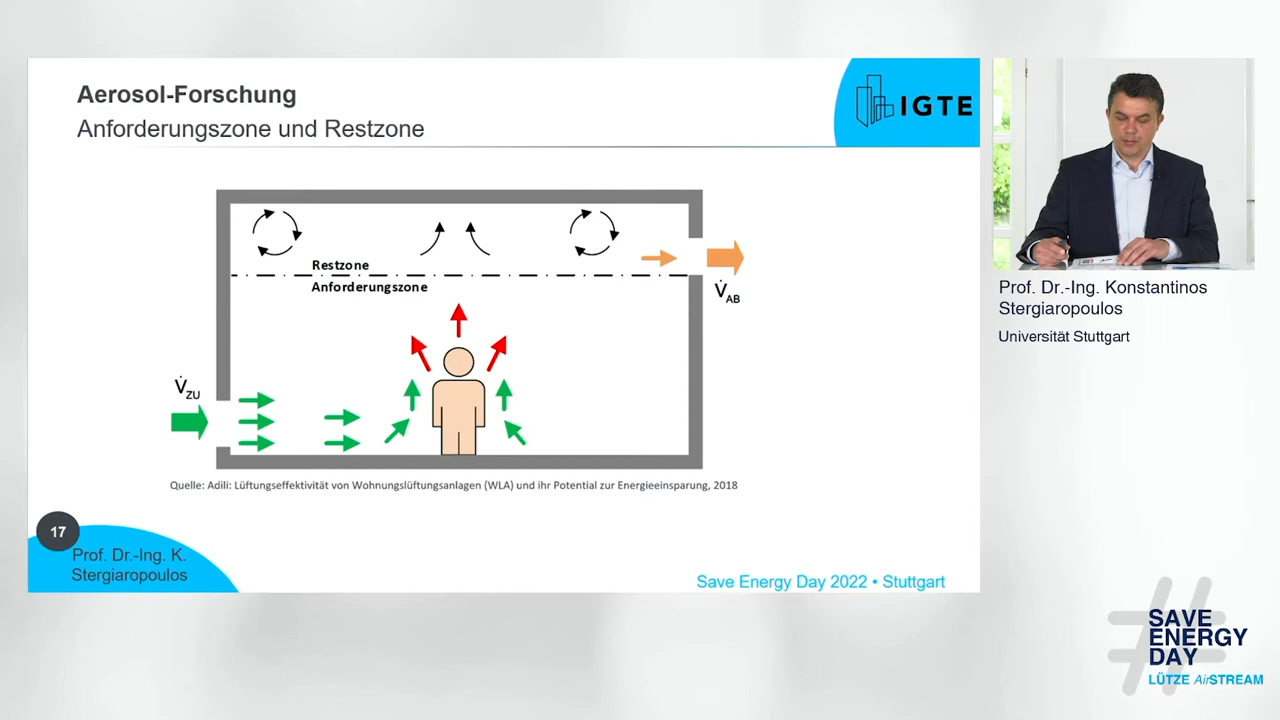 Aerosol-Forschung
Anforderungszone und Restzone
IGTE
Restzone
Anforderungszone
V̇AB
V̇ZU
Quelle: Adili: Lüftungseffektivität von Wohnungslüftungsanlagen (WLA) und ihr Potential zur Energieeinsparung, 2018
17
Prof. Dr.-Ing. K.
Stergiaropoulos
Save Energy Day 2022 • Stuttgart
Prof. Dr.-Ing. Konstantinos
Stergiaropoulos
Universität Stuttgart
#
SAVE
ENERGY
DAY
LÜTZE AirSTREAM